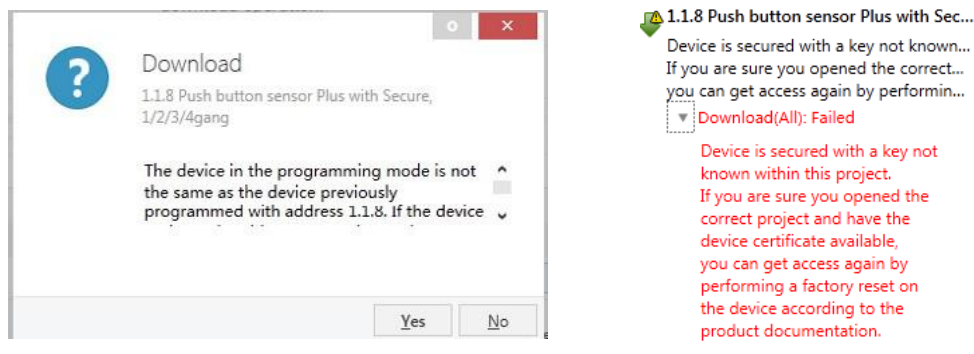 Download
1.1.8 Push button sensor Plus with Secure,
1/2/3/4gang
The device in the programming mode is not
the same as the device previously
programmed with address 1.1.8. If the device
Yes
No
1.1.8 Push button sensor Plus with Sec...
Device is secured with a key not known...
If you are sure you opened the correct...
you can get access again by performin...
Download(All): Failed
Device is secured with a key not
known within this project.
If you are sure you opened the
correct project and have the
device certificate available,
you can get access again by
performing a factory reset on
the device according to the
product documentation.